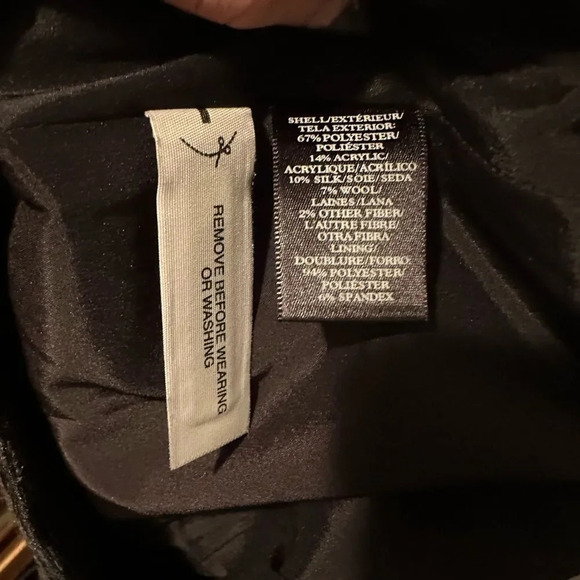 REMOVE BEFORE WEARING
OR WASHING
SHELL/EXTÉRIEUR/
TELA EXTERIOR:
67% POLYESTER/
POLIÉSTER
14% ACRYLIC/
ACRYLIQUE/ACRÍLICO
10% SILK/SOIE/SEDA
7% WOOL/
LAINES/LANA
2% OTHER FIBER/
L'AUTRE FIBRE/
OTRA FIBRA
LINING/
DOUBLURE/FORRO:
94% POLYESTER/
POLIÉSTER
6% SPANDEX